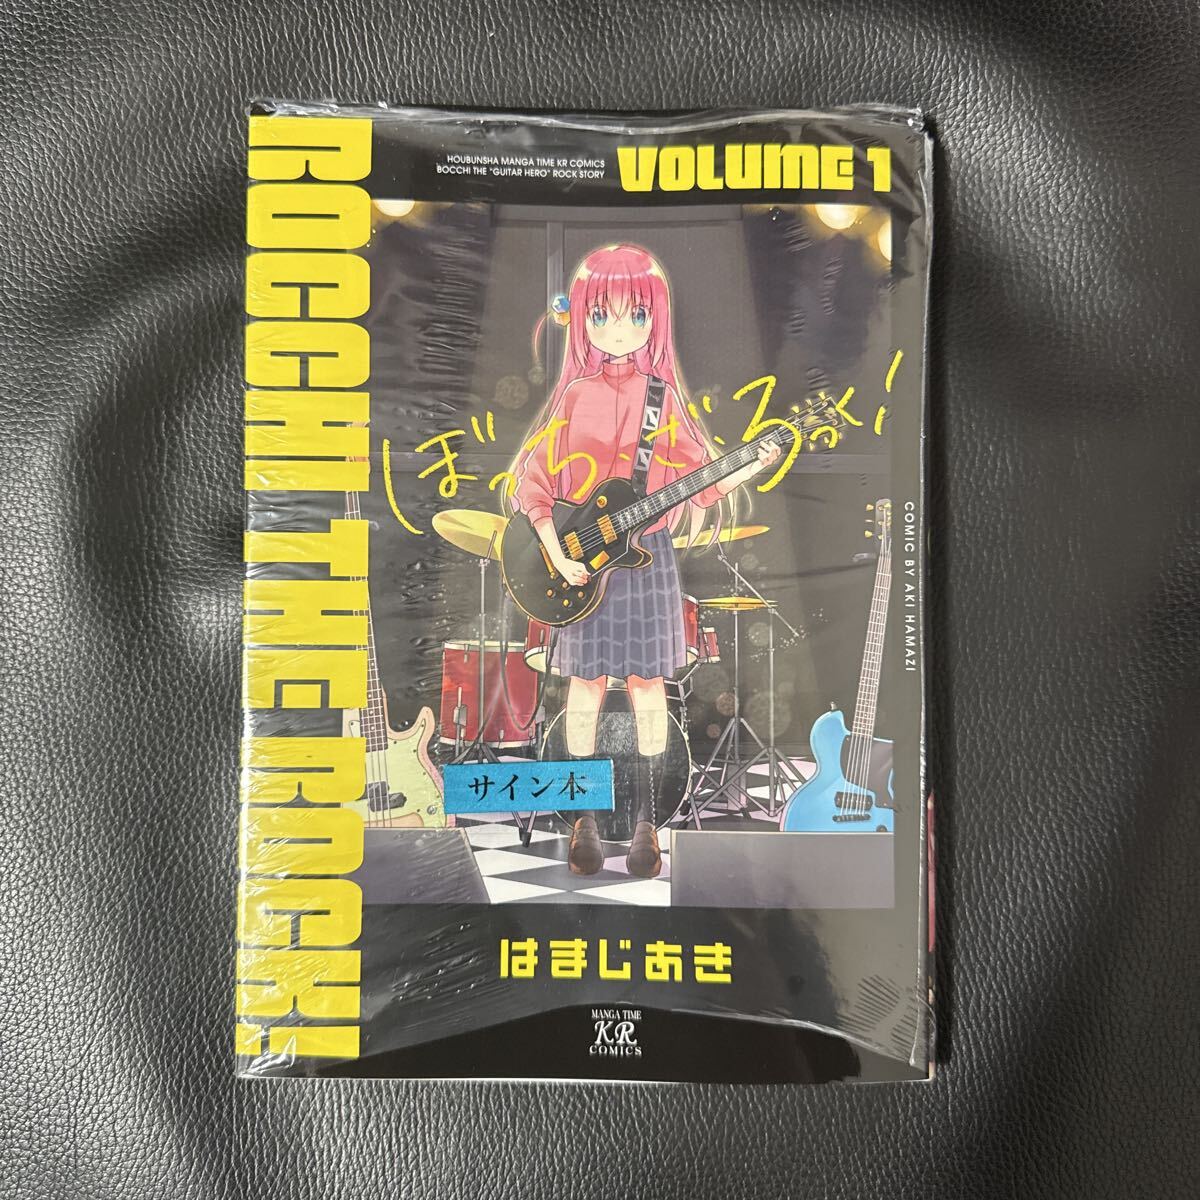 HOUBUNSHA MANGA TIME KR COMICS
BOCCHI THE "GUITAR HERO" ROCK STORY
VOLUME 1
BOCCHI THE ROCK!
ぼっち・ざ・ろっく!
COMIC BY AKI HAMAZI
サイン本
はまじあき
MANGA TIME
KR
COMICS